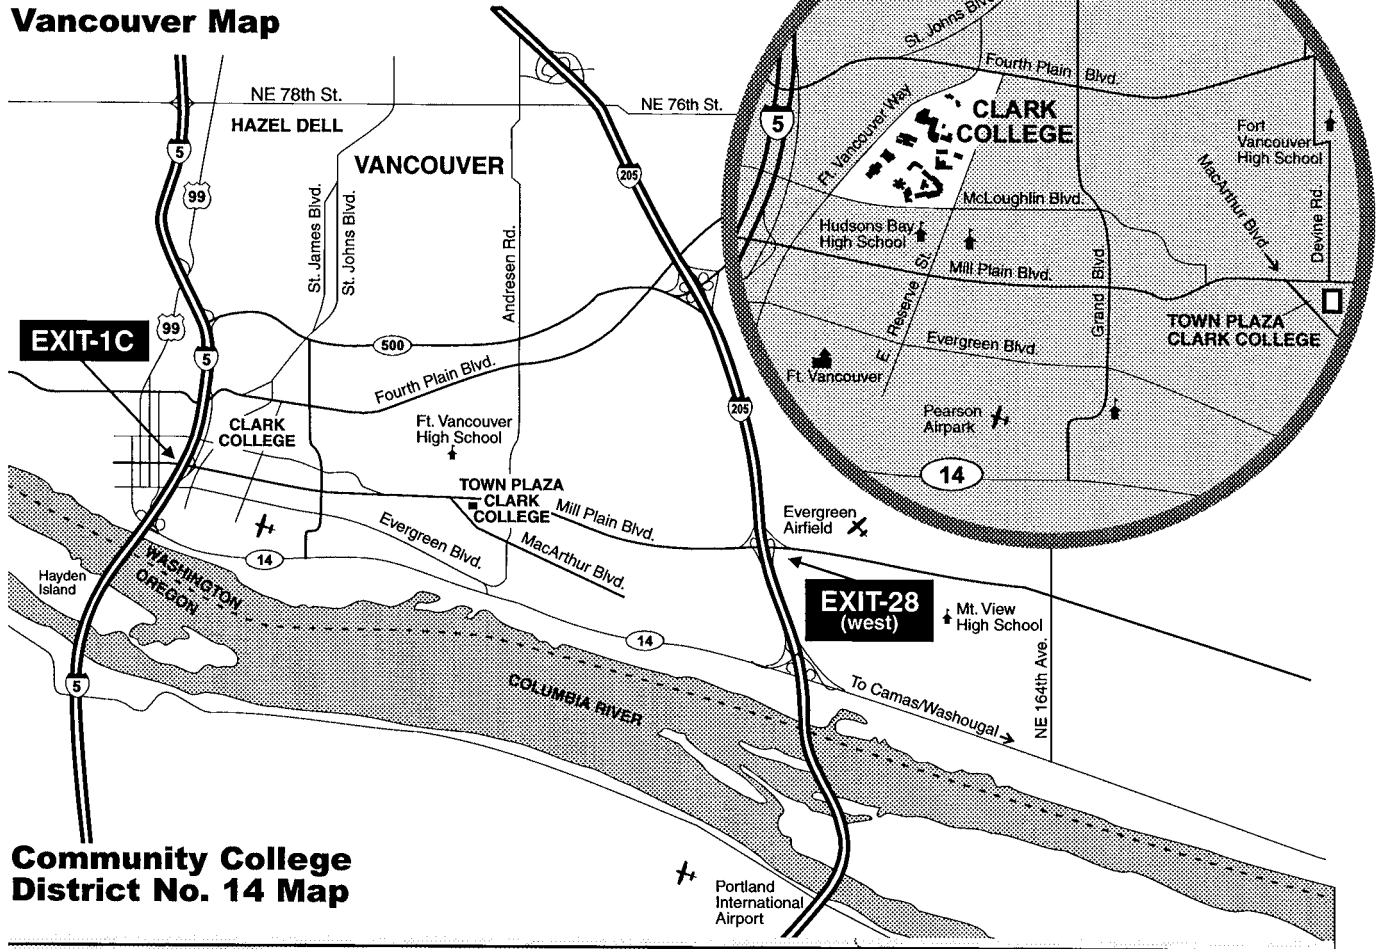 Vancouver Map
NE 78th St.
HAZEL DELL
NE 76th St.
VANCOUVER
5
99
205
St. James Blvd.
St. Johns Blvd.
Andresen Rd.
EXIT-1C
99
5
500
Fourth Plain Blvd.
205
CLARK
COLLEGE
Ft. Vancouver
High School
TOWN PLAZA
CLARK
COLLEGE
Mill Plain Blvd.
Evergreen Blvd.
MacArthur Blvd.
Evergreen
Airfield
14
WASHINGTON
OREGON
Hayden
Island
EXIT-28
(west)
Mt. View
High School
NE 164th Ave.
14
5
COLUMBIA RIVER
To Camas/Washougal
Portland
International
Airport
Community College
District No. 14 Map
St. Johns Blvd.
Fourth Plain Blvd.
5
Ft. Vancouver Way
CLARK
COLLEGE
Fort
Vancouver
High School
MacArthur Blvd
Devine Rd.
McLoughlin Blvd.
Hudsons Bay
High School
Mill Plain Blvd.
Grand Blvd
E. Reserve St.
TOWN PLAZA
CLARK COLLEGE
Evergreen Blvd.
Ft. Vancouver
Pearson
Airpark
14